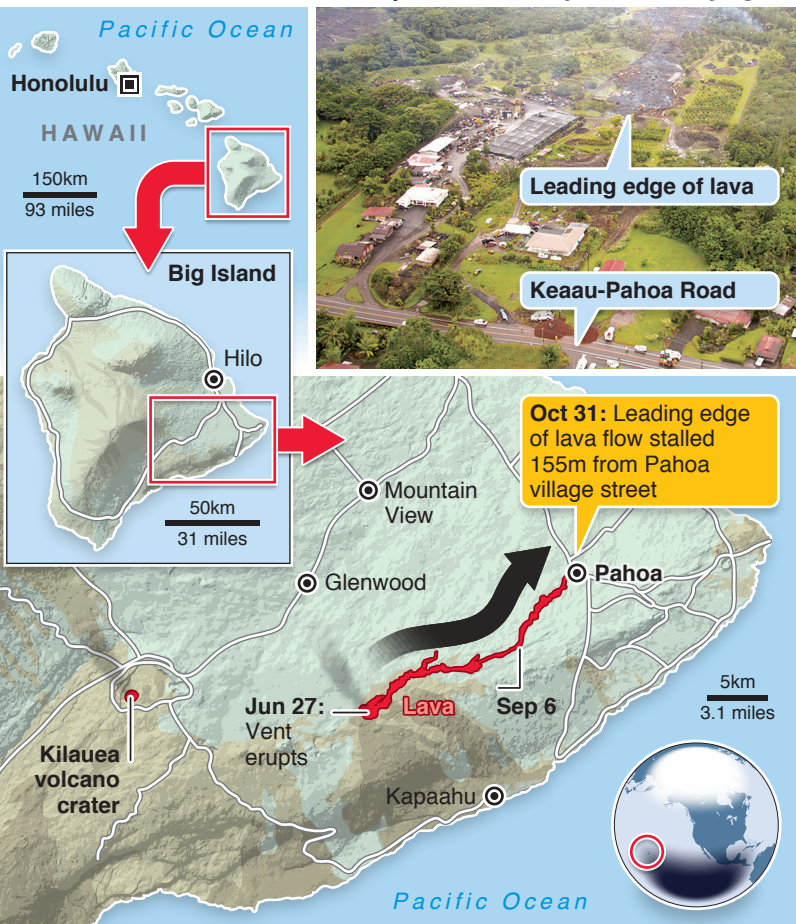 Pacific Ocean
Honolulu
HAWAII
150km
93 miles
Leading edge of lava
Keaau-Pahoa Road
Big Island
Hilo
50km
31 miles
Oct 31: Leading edge
of lava flow stalled
155m from Pahoa
village street
Mountain
View
Glenwood
Pahoa
Jun 27:
Vent
erupts
Lava
Sep 6
5km
3.1 miles
Kilauea
volcano
crater
Kapaahu
Pacific Ocean